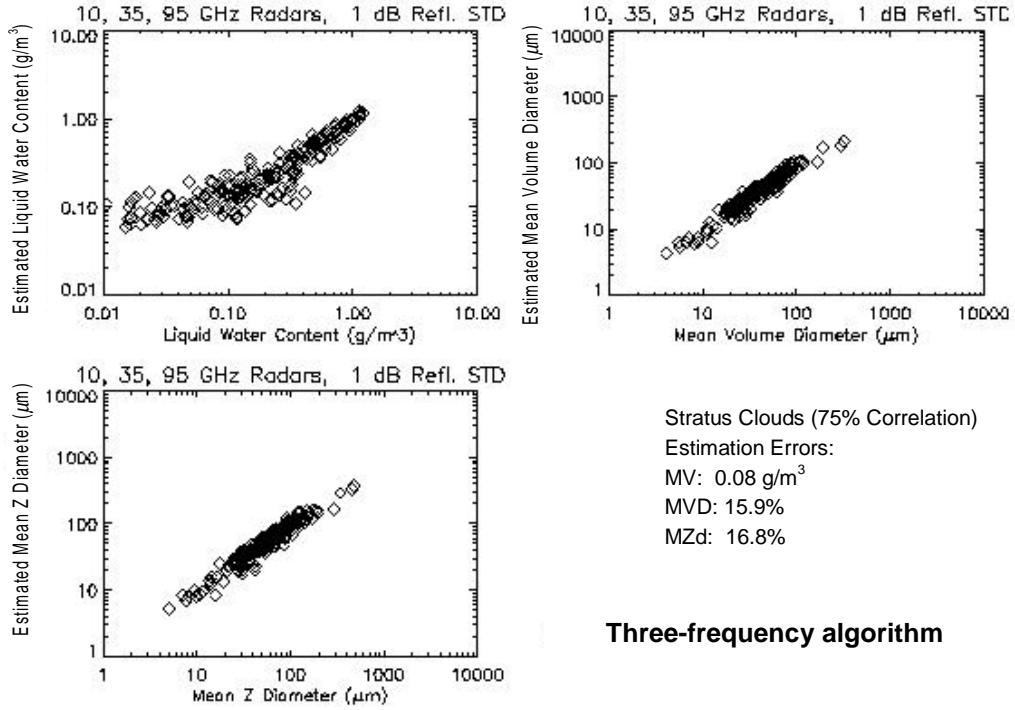 10, 35, 95 GHz Radars, 1 dB Refl. STD
Estimated Liquid Water Content (g/m³)
10.00
1.00
0.10
0.01
0.01
0.10
1.00
10.00
Liquid Water Content (g/m^3)
10, 35, 95 GHz Radars, 1 dB Refl. STD
Estimated Mean Volume Diameter (μm)
10000
1000
100
10
1
1
10
100
1000
10000
Mean Volume Diameter (μm)
10, 35, 95 GHz Radars, 1 dB Refl. STD
Estimated Mean Z Diameter (μm)
10000
1000
100
10
1
1
10
100
1000
10000
Mean Z Diameter (μm)
Stratus Clouds (75% Correlation)
Estimation Errors:
MV: 0.08 g/m³
MVD: 15.9%
MZd: 16.8%
Three-frequency algorithm